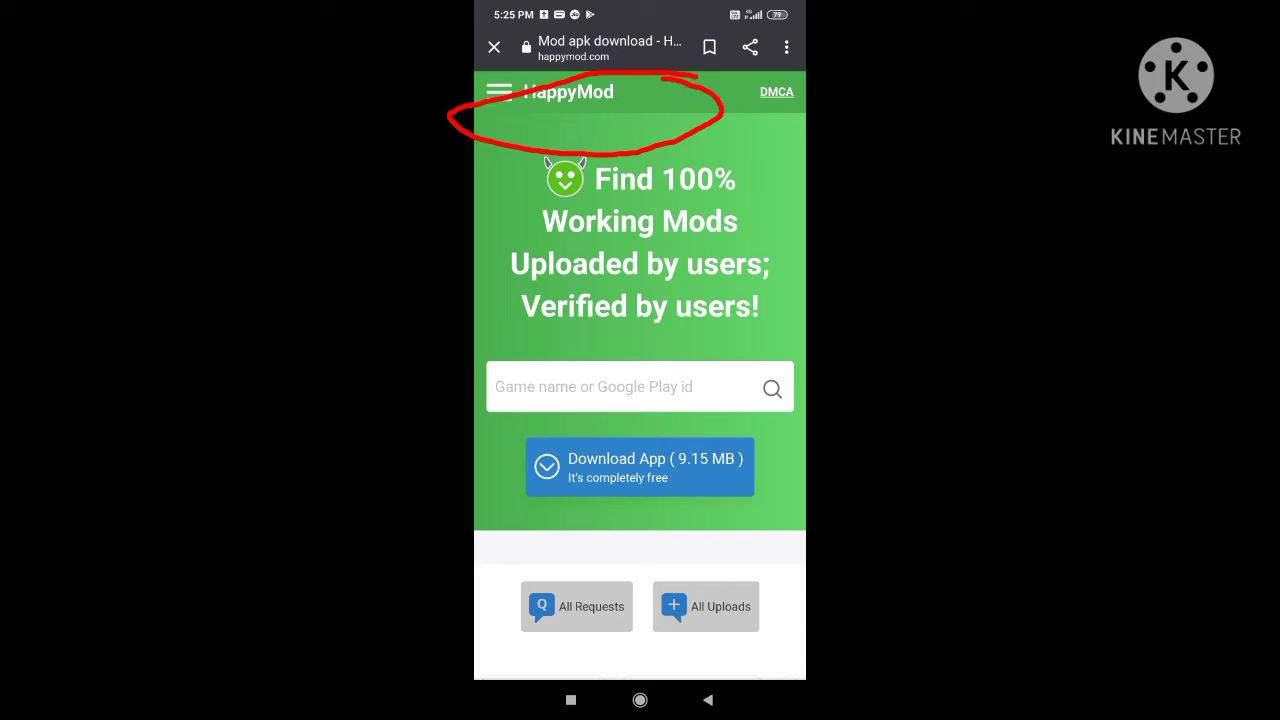 5:25 PM
79
Mod apk download - H...
happymod.com
HappyMod
DMCA
Find 100%
Working Mods
Uploaded by users;
Verified by users!
Game name or Google Play id
Download App ( 9.15 MB )
It's completely free
Q All Requests
All Uploads
K
KINEMASTER